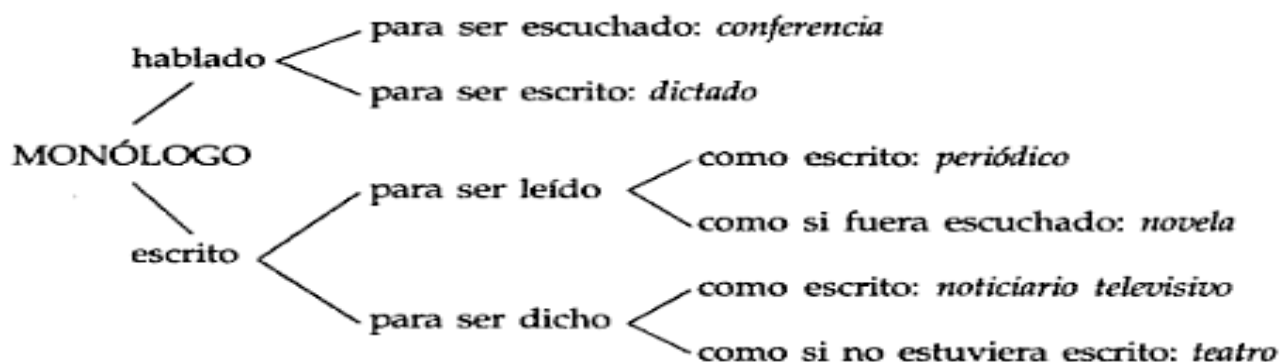 para ser escuchado: conferencia
hablado
para ser escrito: dictado
MONÓLOGO
como escrito: periódico
para ser leído
como si fuera escuchado: novela
escrito
como escrito: noticiario televisivo
para ser dicho
como si no estuviera escrito: teatro